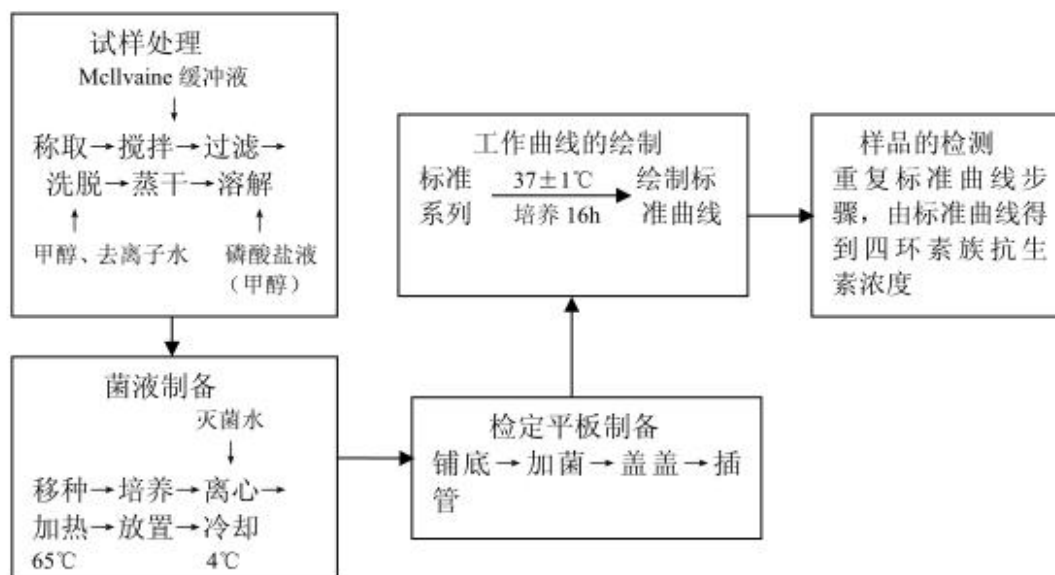 试样处理
McIlvaine 缓冲液
称取→搅拌→过滤→
洗脱→蒸干→溶解
甲醇、去离子水 磷酸盐液
（甲醇）
菌液制备
灭菌水
移种→培养→离心→
加热→放置→冷却
65℃ 4℃
检定平板制备
铺底→加菌→盖盖→插
管
工作曲线的绘制
标准 37±1℃ 绘制标
系列 培养 16h 准曲线
样品的检测
重复标准曲线步
骤，由标准曲线得
到四环素族抗生
素浓度